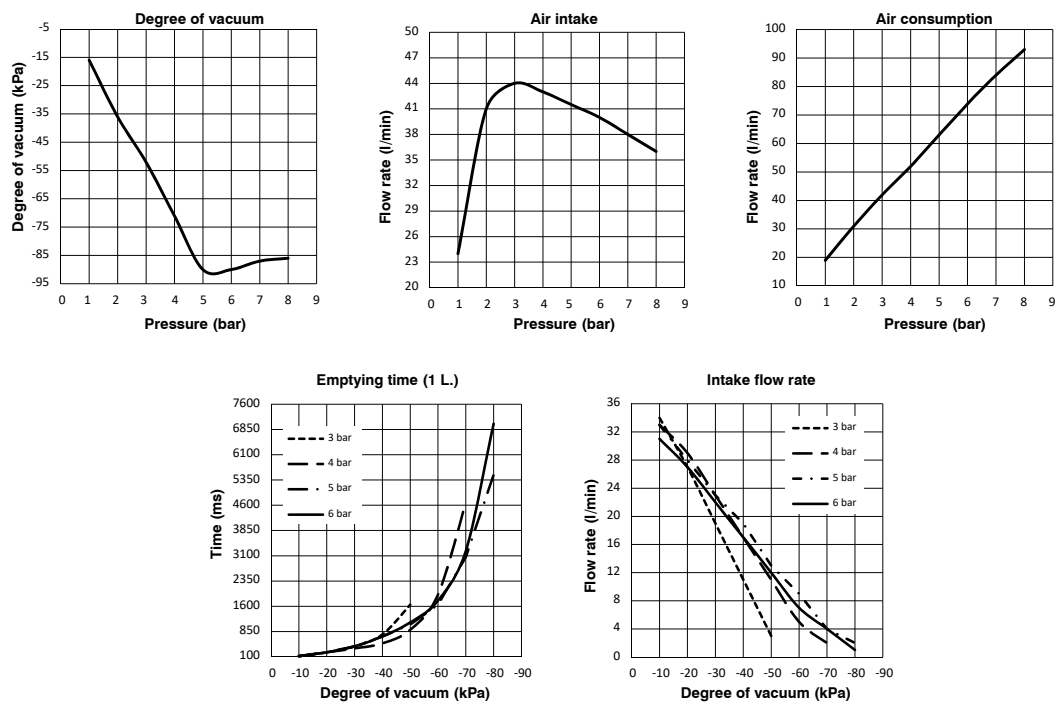 Degree of vacuum
Degree of vacuum (kPa)
-5
-15
-25
-35
-45
-55
-65
-75
-85
-95
0 1 2 3 4 5 6 7 8 9
Pressure (bar)
Air intake
Flow rate (l/min)
50
47
44
41
38
35
32
29
26
23
20
0 1 2 3 4 5 6 7 8 9
Pressure (bar)
Air consumption
Flow rate (l/min)
100
90
80
70
60
50
40
30
20
10
0 1 2 3 4 5 6 7 8 9
Pressure (bar)
Emptying time (1 L.)
Time (ms)
7600
6850
6100
5350
4600
3850
3100
2350
1600
850
100
3 bar
4 bar
5 bar
6 bar
0 -10 -20 -30 -40 -50 -60 -70 -80 -90
Degree of vacuum (kPa)
Intake flow rate
Flow rate (l/min)
36
32
28
24
20
16
12
8
4
0
3 bar
4 bar
5 bar
6 bar
0 -10 -20 -30 -40 -50 -60 -70 -80 -90
Degree of vacuum (kPa)